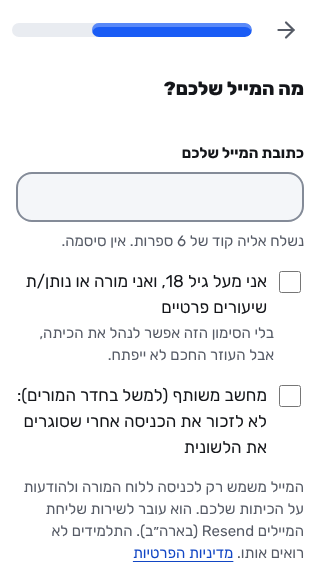 מה המייל שלכם?
כתובת המייל שלכם
נשלח אליה קוד של 6 ספרות. אין סיסמה.
אני מעל גיל 18, ואני מורה או נותן/ת
שיעורים פרטיים
בלי הסימון הזה אפשר לנהל את הכיתה,
אבל העוזר החכם לא ייפתח.
מחשב משותף (למשל בחדר המורים):
לא לזכור את הכניסה אחרי שסוגרים
את הלשונית
המייל משמש רק לכניסה ללוח המורה ולהודעות
על הכיתות שלכם. הוא עובר לשירות שליחת
המיילים Resend (בארה״ב). התלמידים לא
רואים אותו. מדיניות הפרטיות